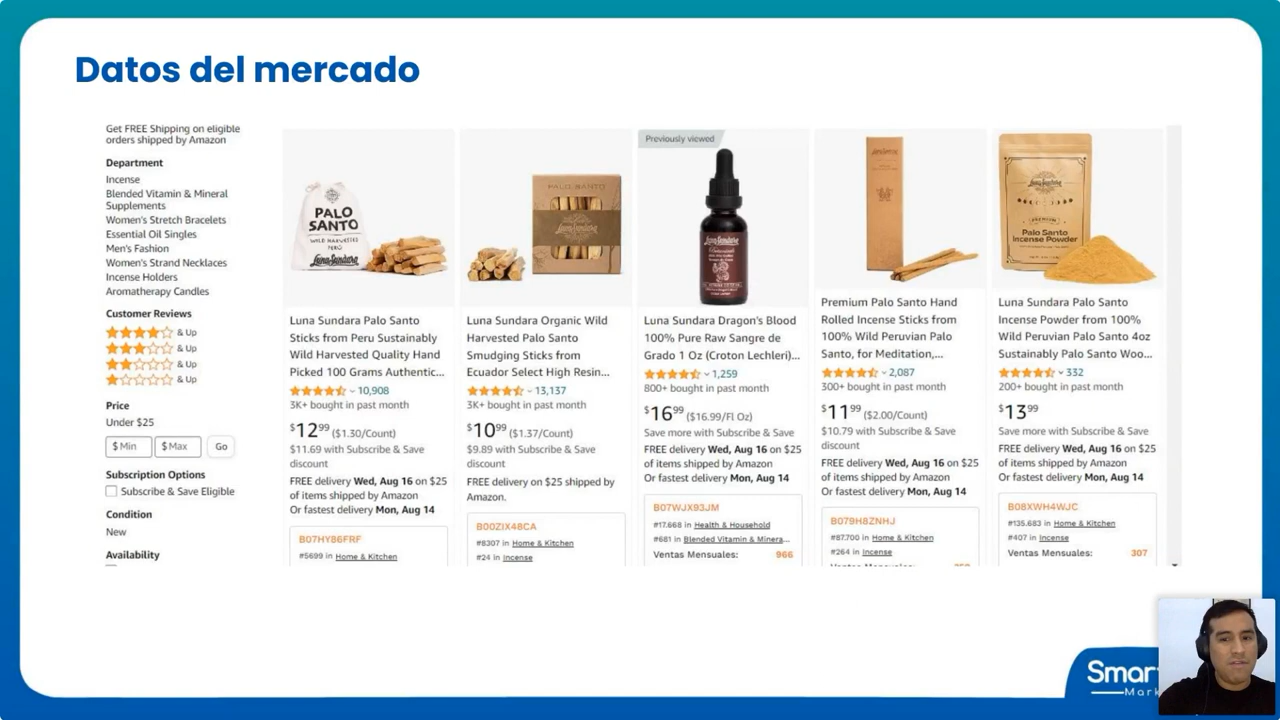 Datos del mercado
Get FREE Shipping on eligible
orders shipped by Amazon
Department
Incense
Blended Vitamin & Mineral
Supplements
Women's Stretch Bracelets
Essential Oil Singles
Men's Fashion
Women's Strand Necklaces
Incense Holders
Aromatherapy Candles
Customer Reviews
& Up
& Up
& Up
& Up
Price
Under $25
$ Min
$ Max
Go
Subscription Options
Subscribe & Save Eligible
Condition
New
Availability
PALO
SANTO
WILD HARVESTED
PERU
Luna Sundara
Luna Sundara Palo Santo
Sticks from Peru Sustainably
Wild Harvested Quality Hand
Picked 100 Grams Authentic...
10,908
3K+ bought in past month
$12.99 ($1.30/Count)
$11.69 with Subscribe & Save
discount
FREE delivery Wed, Aug 16 on $25
of items shipped by Amazon
Or fastest delivery Mon, Aug 14
B07HY86FRF
#5699 in Home & Kitchen
PALO SANTO
Luna Sundara Organic Wild
Harvested Palo Santo
Smudging Sticks from
Ecuador Select High Resin...
13,137
3K+ bought in past month
$10.99 ($1.37/Count)
$9.89 with Subscribe & Save
discount
FREE delivery on $25 shipped by
Amazon.
B00ZIX4BCA
#8307 in Home & Kitchen
#24 in Incense
Previously viewed
Luna Sundara
Luna Sundara Dragon's Blood
100% Pure Raw Sangre de
Grado 1 Oz (Croton Lechleri)...
1,259
800+ bought in past month
$16.99 ($16.99/Fl Oz)
Save more with Subscribe & Save
FREE delivery Wed, Aug 16 on $25
of items shipped by Amazon
Or fastest delivery Mon, Aug 14
B07WJX93JM
#17.668 in Health & Household
#681 in Blended Vitamin & Minera...
Ventas Mensuales: 966
Premium Palo Santo Hand
Rolled Incense Sticks from
100% Wild Peruvian Palo
Santo, for Meditation,...
2,087
300+ bought in past month
$11.99 ($2.00/Count)
$10.79 with Subscribe & Save
discount
FREE delivery Wed, Aug 16 on $25
of items shipped by Amazon
Or fastest delivery Mon, Aug 14
B079H8ZNHJ
#87.700 in Home & Kitchen
#264 in Incense
Luna Sundara
PREMIUM
Palo Santo
Incense Powder
Luna Sundara Palo Santo
Incense Powder from 100%
Wild Peruvian Palo Santo 4oz
Sustainably Palo Santo Woo...
332
200+ bought in past month
$13.99
Save more with Subscribe & Save
FREE delivery Wed, Aug 16 on $25
of items shipped by Amazon
Or fastest delivery Mon, Aug 14
B08XWH4WJC
#135.683 in Home & Kitchen
#407 in Incense
Ventas Mensuales: 307
Smar
Mark